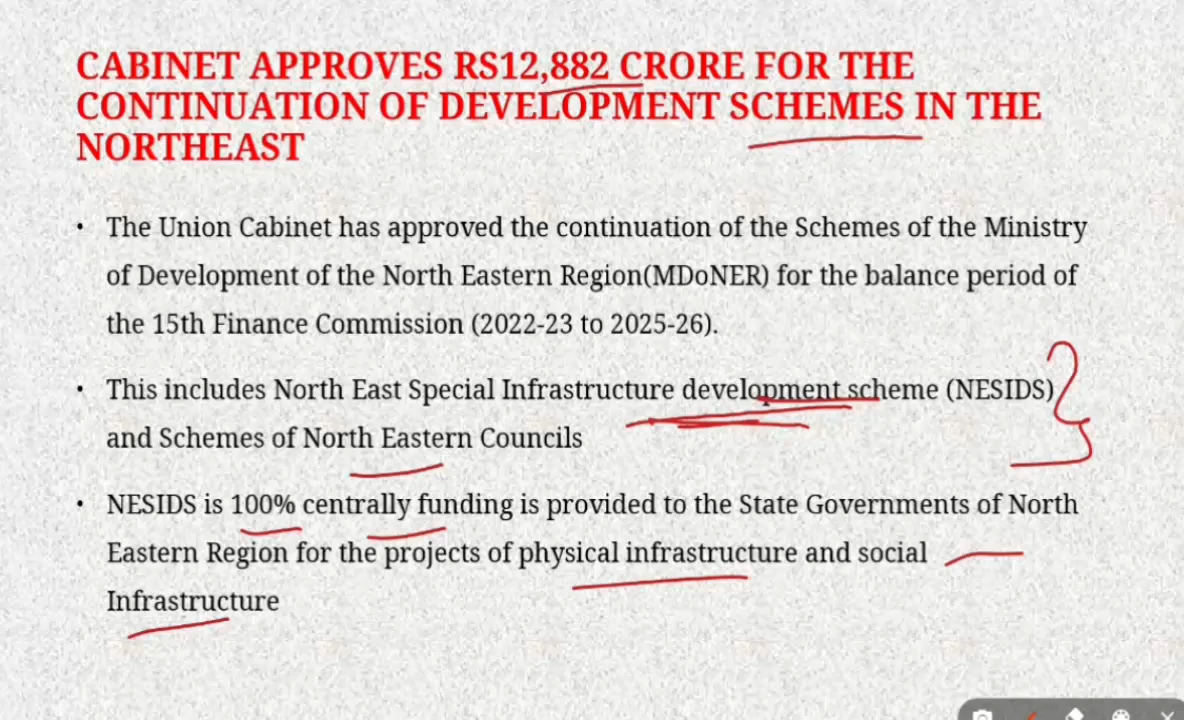 CABINET APPROVES RS12,882 CRORE FOR THE
CONTINUATION OF DEVELOPMENT SCHEMES IN THE
NORTHEAST
• The Union Cabinet has approved the continuation of the Schemes of the Ministry
of Development of the North Eastern Region(MDoNER) for the balance period of
the 15th Finance Commission (2022-23 to 2025-26).
• This includes North East Special Infrastructure development scheme (NESIDS)
and Schemes of North Eastern Councils
• NESIDS is 100% centrally funding is provided to the State Governments of North
Eastern Region for the projects of physical infrastructure and social
Infrastructure